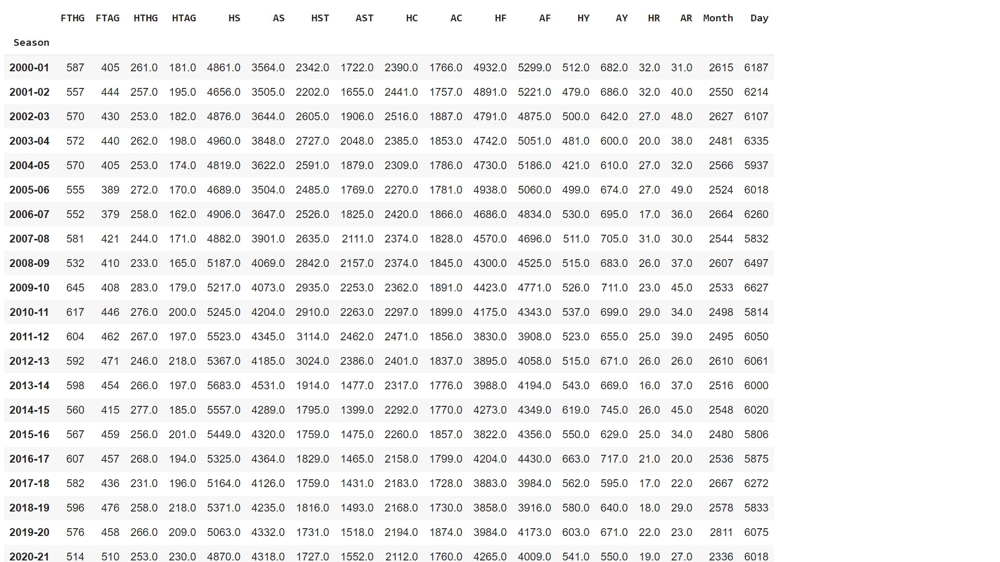 FTHG FTAG HTHG HTAG HS AS HST AST HC AC HF AF HY AY HR AR Month Day
Season
2000-01 587 405 261.0 181.0 4861.0 3564.0 2342.0 1722.0 2390.0 1766.0 4932.0 5299.0 512.0 682.0 32.0 31.0 2615 6187
2001-02 557 444 257.0 195.0 4656.0 3505.0 2202.0 1655.0 2441.0 1757.0 4891.0 5221.0 479.0 686.0 32.0 40.0 2550 6214
2002-03 570 430 253.0 182.0 4876.0 3644.0 2605.0 1906.0 2516.0 1887.0 4791.0 4875.0 500.0 642.0 27.0 48.0 2627 6107
2003-04 572 440 262.0 198.0 4960.0 3848.0 2727.0 2048.0 2385.0 1853.0 4742.0 5051.0 481.0 600.0 20.0 38.0 2481 6335
2004-05 570 405 253.0 174.0 4819.0 3622.0 2591.0 1879.0 2309.0 1786.0 4730.0 5186.0 421.0 610.0 27.0 32.0 2566 5937
2005-06 555 389 272.0 170.0 4689.0 3504.0 2485.0 1769.0 2270.0 1781.0 4938.0 5060.0 499.0 674.0 27.0 49.0 2524 6018
2006-07 552 379 258.0 162.0 4906.0 3647.0 2526.0 1825.0 2420.0 1866.0 4686.0 4834.0 530.0 695.0 17.0 36.0 2664 6260
2007-08 581 421 244.0 171.0 4882.0 3901.0 2635.0 2111.0 2374.0 1828.0 4570.0 4696.0 511.0 705.0 31.0 30.0 2544 5832
2008-09 532 410 233.0 165.0 5187.0 4069.0 2842.0 2157.0 2374.0 1845.0 4300.0 4525.0 515.0 683.0 26.0 37.0 2607 6497
2009-10 645 408 283.0 179.0 5217.0 4073.0 2935.0 2253.0 2362.0 1891.0 4423.0 4771.0 526.0 711.0 23.0 45.0 2533 6627
2010-11 617 446 276.0 200.0 5245.0 4204.0 2910.0 2263.0 2297.0 1899.0 4175.0 4343.0 537.0 699.0 29.0 34.0 2498 5814
2011-12 604 462 267.0 197.0 5523.0 4345.0 3114.0 2462.0 2471.0 1856.0 3830.0 3908.0 523.0 655.0 25.0 39.0 2495 6050
2012-13 592 471 246.0 218.0 5367.0 4185.0 3024.0 2386.0 2401.0 1837.0 3895.0 4058.0 515.0 671.0 26.0 26.0 2610 6061
2013-14 598 454 266.0 197.0 5683.0 4531.0 1914.0 1477.0 2317.0 1776.0 3988.0 4194.0 543.0 669.0 16.0 37.0 2516 6000
2014-15 560 415 277.0 185.0 5557.0 4289.0 1795.0 1399.0 2292.0 1770.0 4273.0 4349.0 619.0 745.0 26.0 45.0 2548 6020
2015-16 567 459 256.0 201.0 5449.0 4320.0 1759.0 1475.0 2260.0 1857.0 3822.0 4356.0 550.0 629.0 25.0 34.0 2480 5806
2016-17 607 457 268.0 194.0 5325.0 4364.0 1829.0 1465.0 2158.0 1799.0 4204.0 4430.0 663.0 717.0 21.0 20.0 2536 5875
2017-18 582 436 231.0 196.0 5164.0 4126.0 1759.0 1431.0 2183.0 1728.0 3883.0 3984.0 562.0 595.0 17.0 22.0 2667 6272
2018-19 596 476 258.0 218.0 5371.0 4235.0 1816.0 1493.0 2168.0 1730.0 3858.0 3916.0 580.0 640.0 18.0 29.0 2578 5833
2019-20 576 458 266.0 209.0 5063.0 4332.0 1731.0 1518.0 2194.0 1874.0 3984.0 4173.0 603.0 671.0 22.0 23.0 2811 6075
2020-21 514 510 253.0 230.0 4870.0 4318.0 1727.0 1552.0 2112.0 1760.0 4265.0 4009.0 541.0 550.0 19.0 27.0 2336 6018